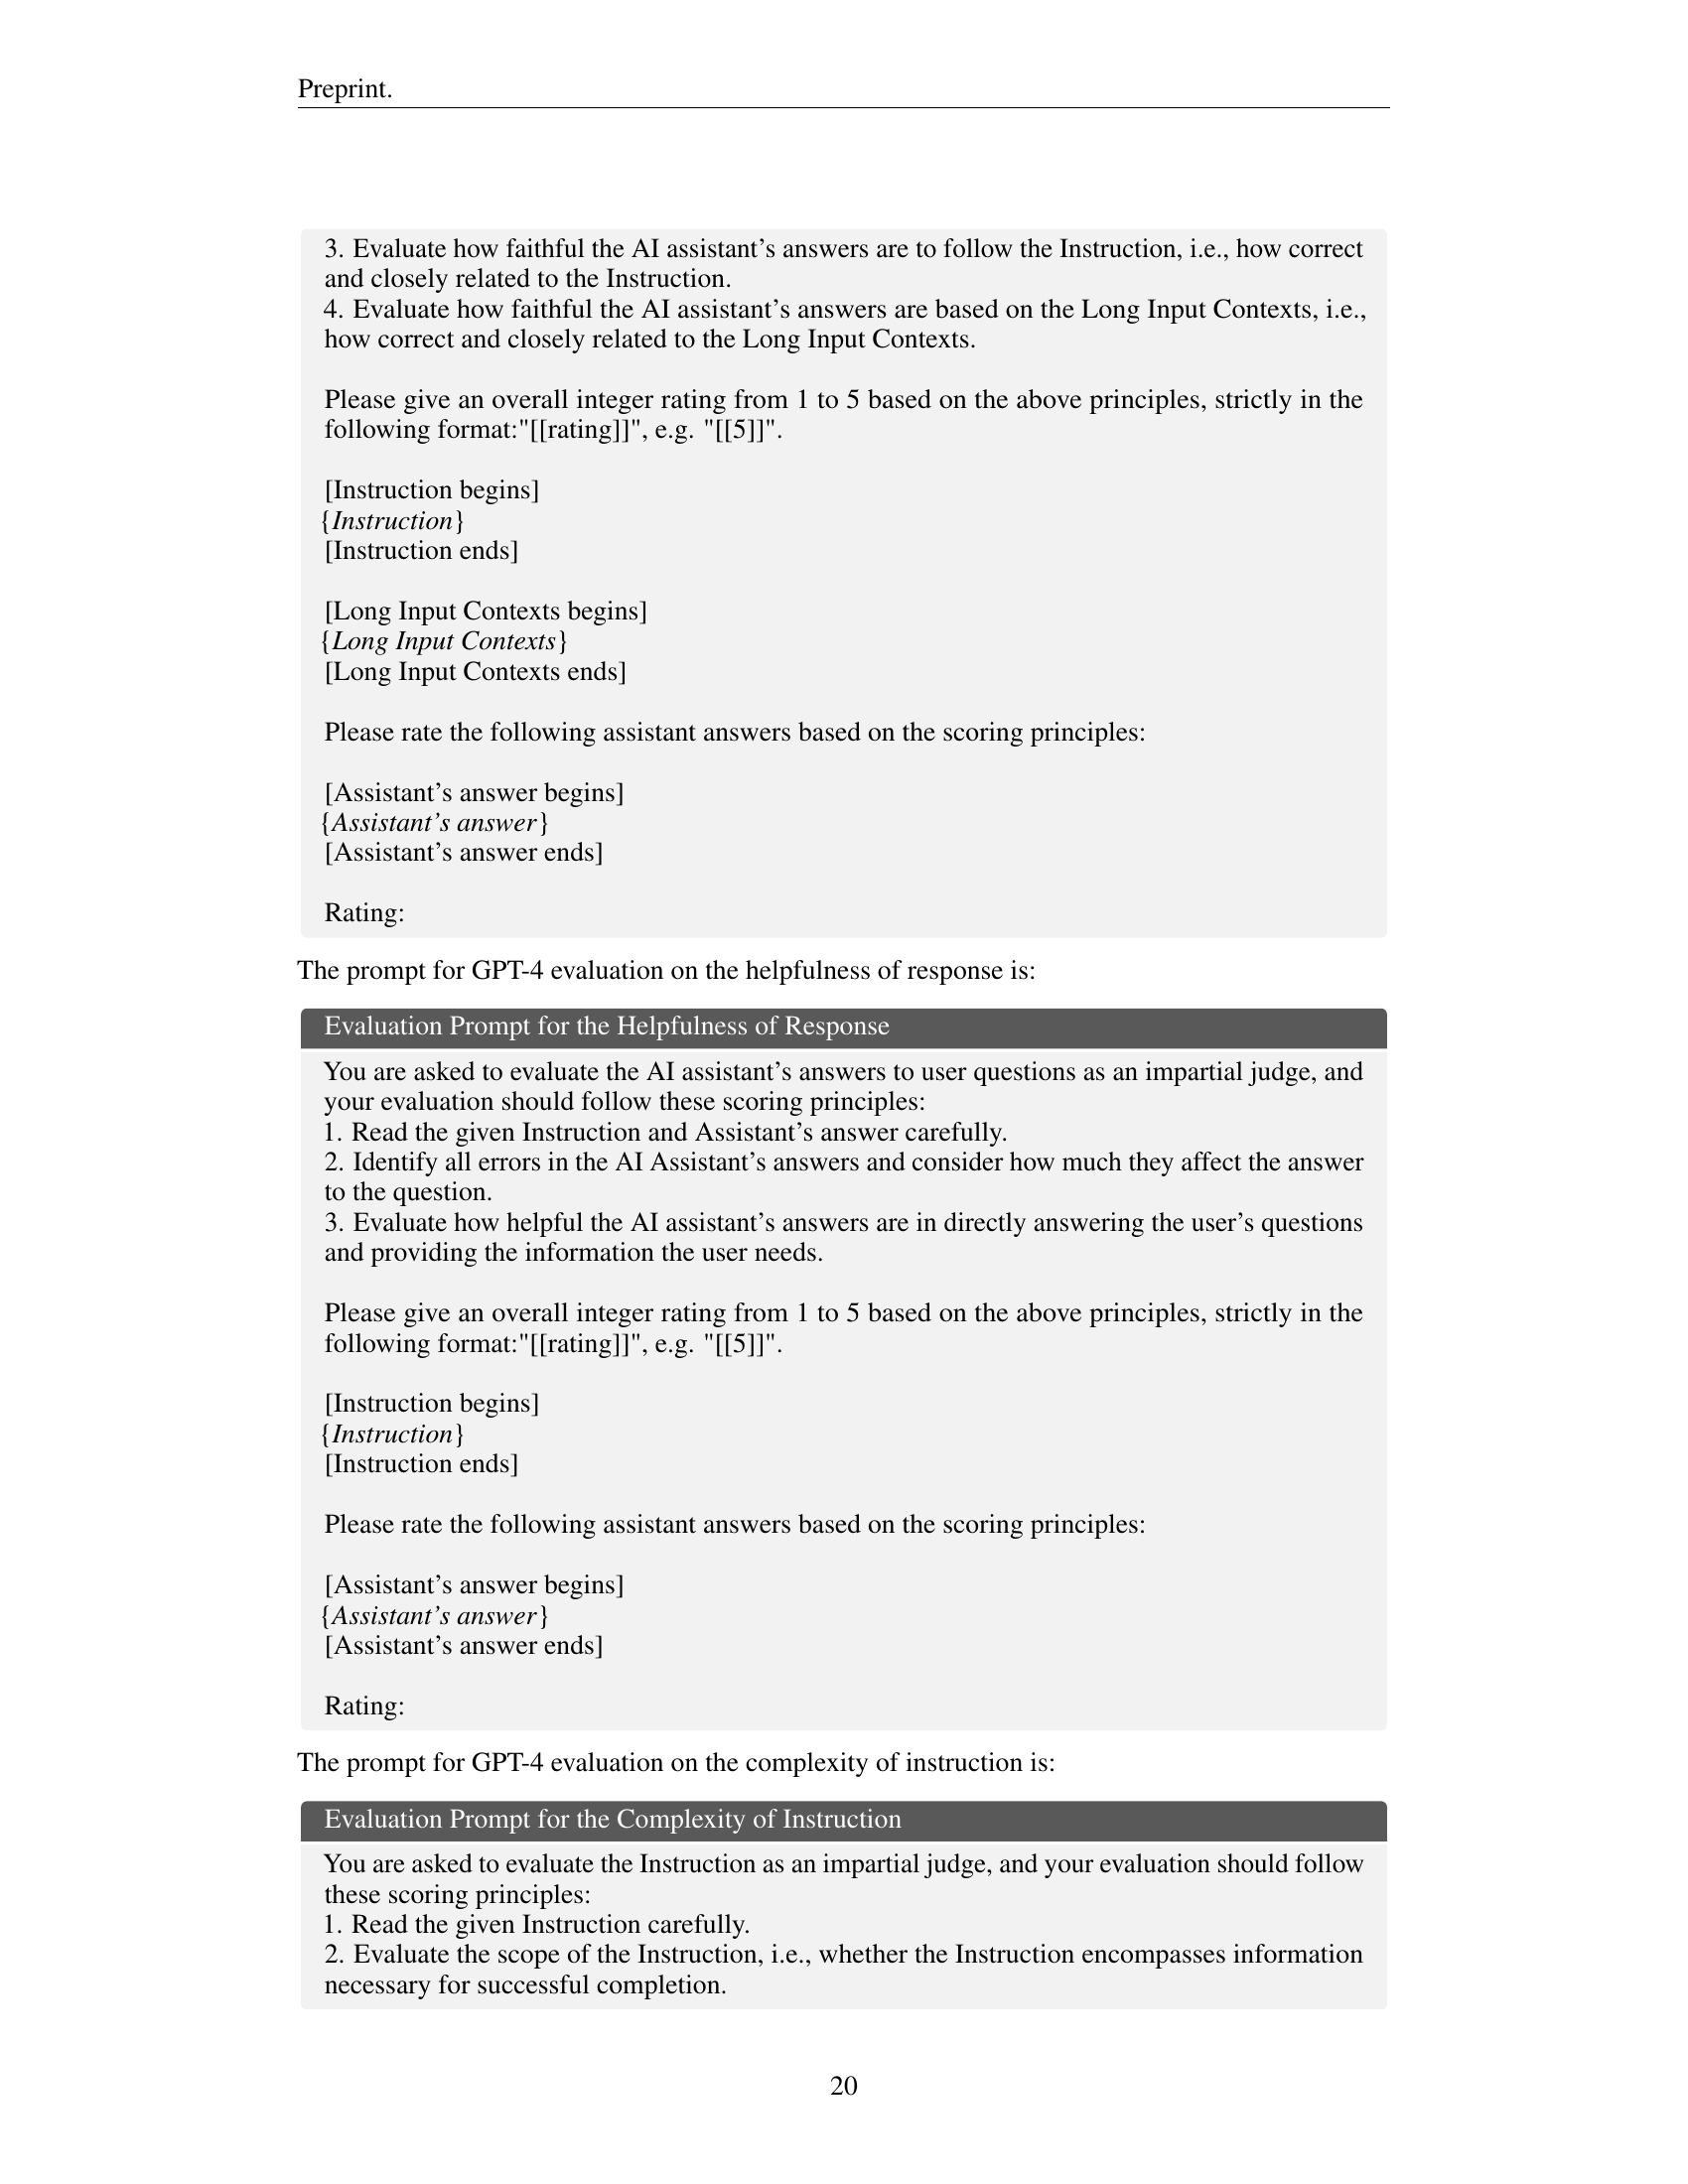 Preprint.
3. Evaluate how faithful the AI assistant's answers are to follow the Instruction, i.e., how correct
and closely related to the Instruction.
4. Evaluate how faithful the AI assistant's answers are based on the Long Input Contexts, i.e.,
how correct and closely related to the Long Input Contexts.
Please give an overall integer rating from 1 to 5 based on the above principles, strictly in the
following format:"[[rating]]", e.g. "[[5]]".
[Instruction begins]
{Instruction}
[Instruction ends]
[Long Input Contexts begins]
{Long Input Contexts}
[Long Input Contexts ends]
Please rate the following assistant answers based on the scoring principles:
[Assistant's answer begins]
{Assistant's answer}
[Assistant's answer ends]
Rating:
The prompt for GPT-4 evaluation on the helpfulness of response is:
Evaluation Prompt for the Helpfulness of Response
You are asked to evaluate the AI assistant's answers to user questions as an impartial judge, and
your evaluation should follow these scoring principles:
1. Read the given Instruction and Assistant's answer carefully.
2. Identify all errors in the AI Assistant's answers and consider how much they affect the answer
to the question.
3. Evaluate how helpful the AI assistant's answers are in directly answering the user's questions
and providing the information the user needs.
Please give an overall integer rating from 1 to 5 based on the above principles, strictly in the
following format:"[[rating]]", e.g. "[[5]]".
[Instruction begins]
{Instruction}
[Instruction ends]
Please rate the following assistant answers based on the scoring principles:
[Assistant's answer begins]
{Assistant's answer}
[Assistant's answer ends]
Rating:
The prompt for GPT-4 evaluation on the complexity of instruction is:
Evaluation Prompt for the Complexity of Instruction
You are asked to evaluate the Instruction as an impartial judge, and your evaluation should follow
these scoring principles:
1. Read the given Instruction carefully.
2. Evaluate the scope of the Instruction, i.e., whether the Instruction encompasses information
necessary for successful completion.
20